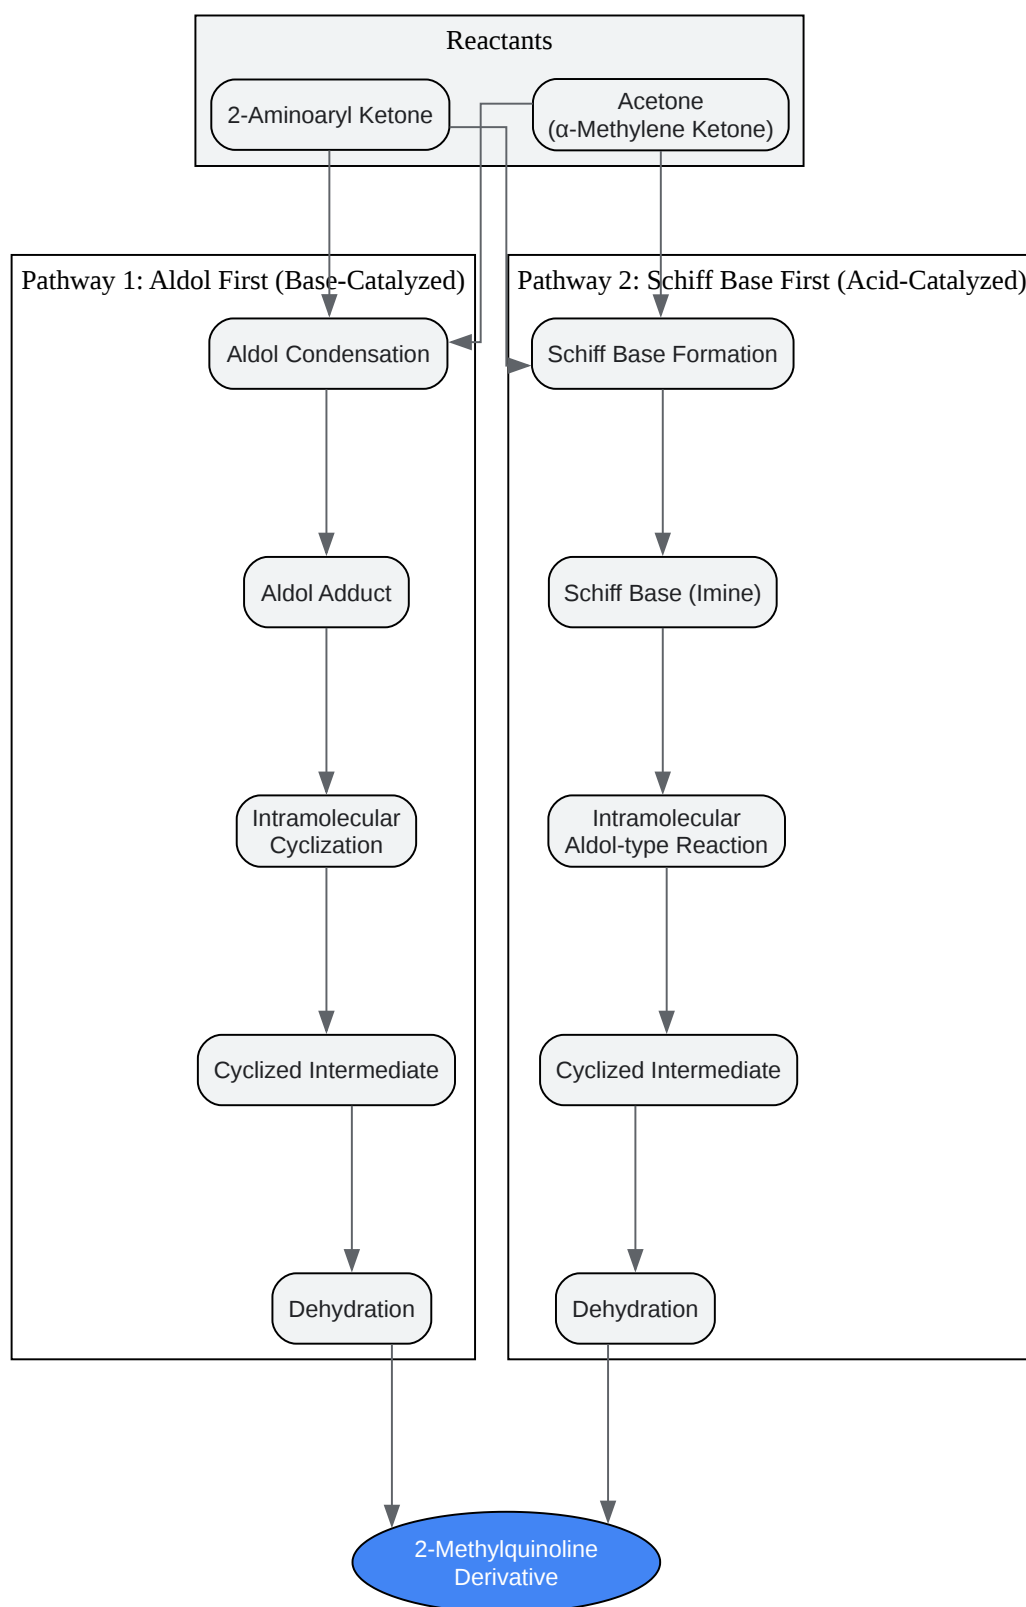 Reactants
2-Aminoaryl Ketone
Acetone
(α-Methylene Ketone)
Pathway 1: Aldol First (Base-Catalyzed)
Aldol Condensation
Aldol Adduct
Intramolecular
Cyclization
Cyclized Intermediate
Dehydration
Pathway 2: Schiff Base First (Acid-Catalyzed)
Schiff Base Formation
Schiff Base (Imine)
Intramolecular
Aldol-type Reaction
Cyclized Intermediate
Dehydration
2-Methylquinoline
Derivative